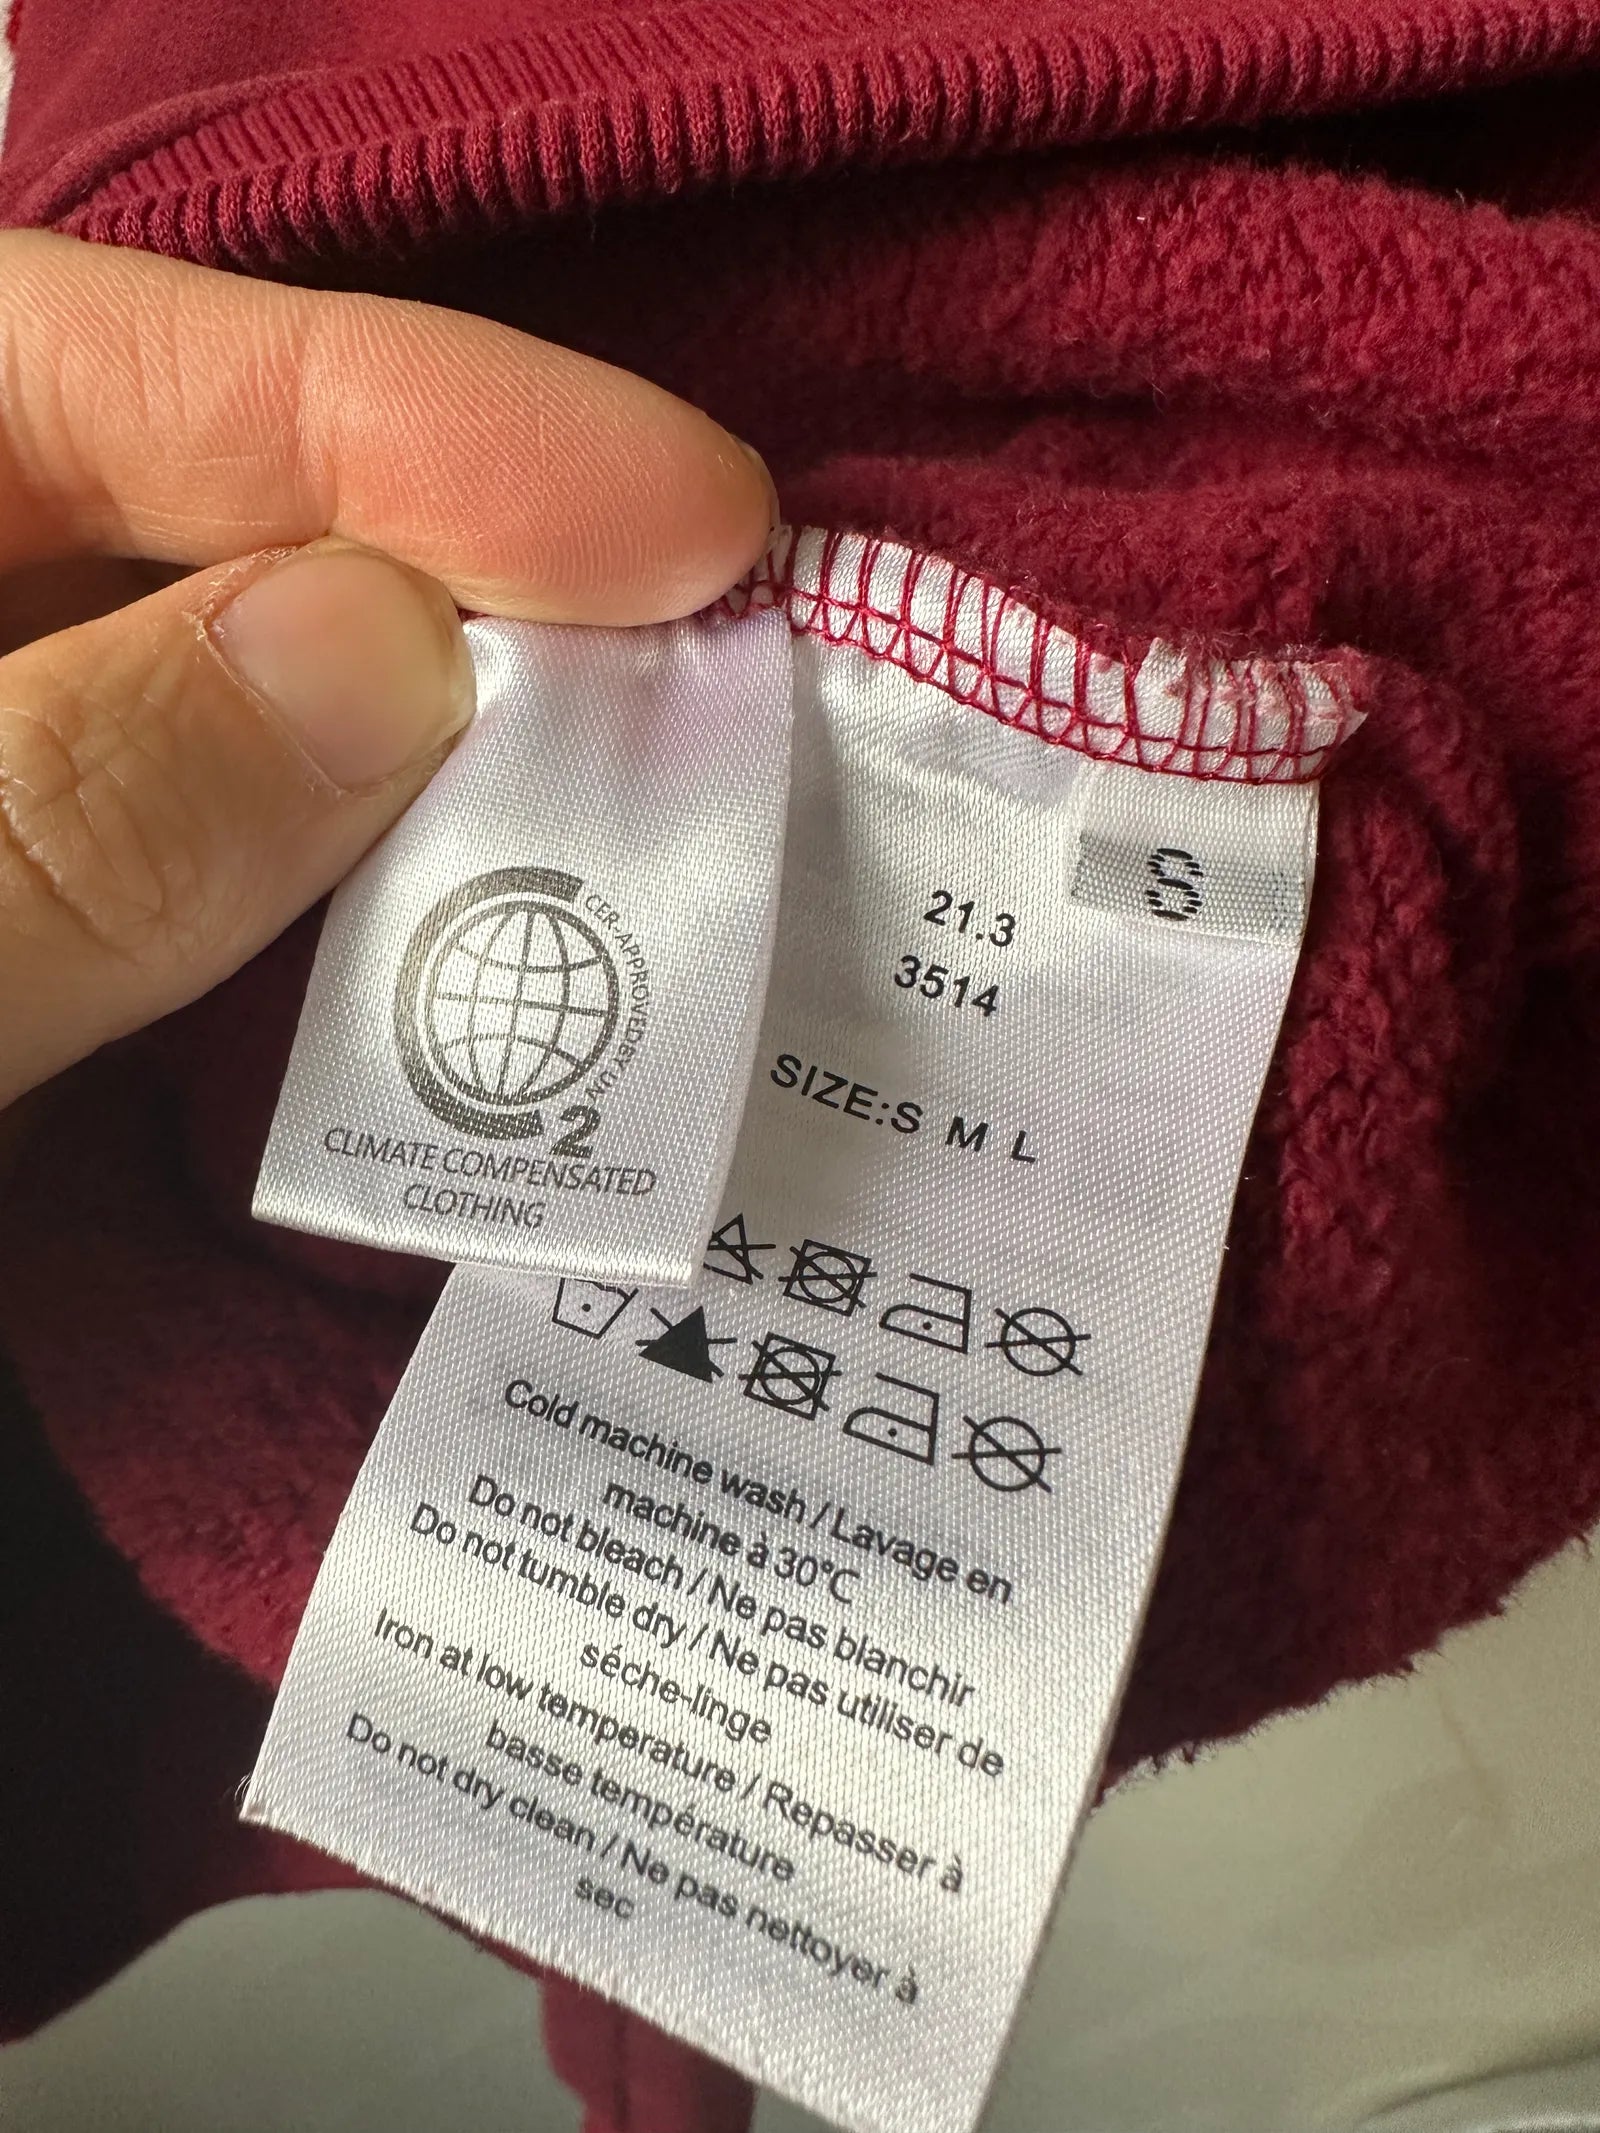 CER-APPROVED BY UN
2
CLIMATE COMPENSATED
CLOTHING
S
21.3
3514
SIZE:S M L
Cold machine wash / Lavage en
machine à 30°C
Do not bleach / Ne pas blanchir
Do not tumble dry / Ne pas utiliser de
séche-linge
Iron at low temperature / Repasser à
basse température
Do not dry clean / Ne pas nettoyer à
sec